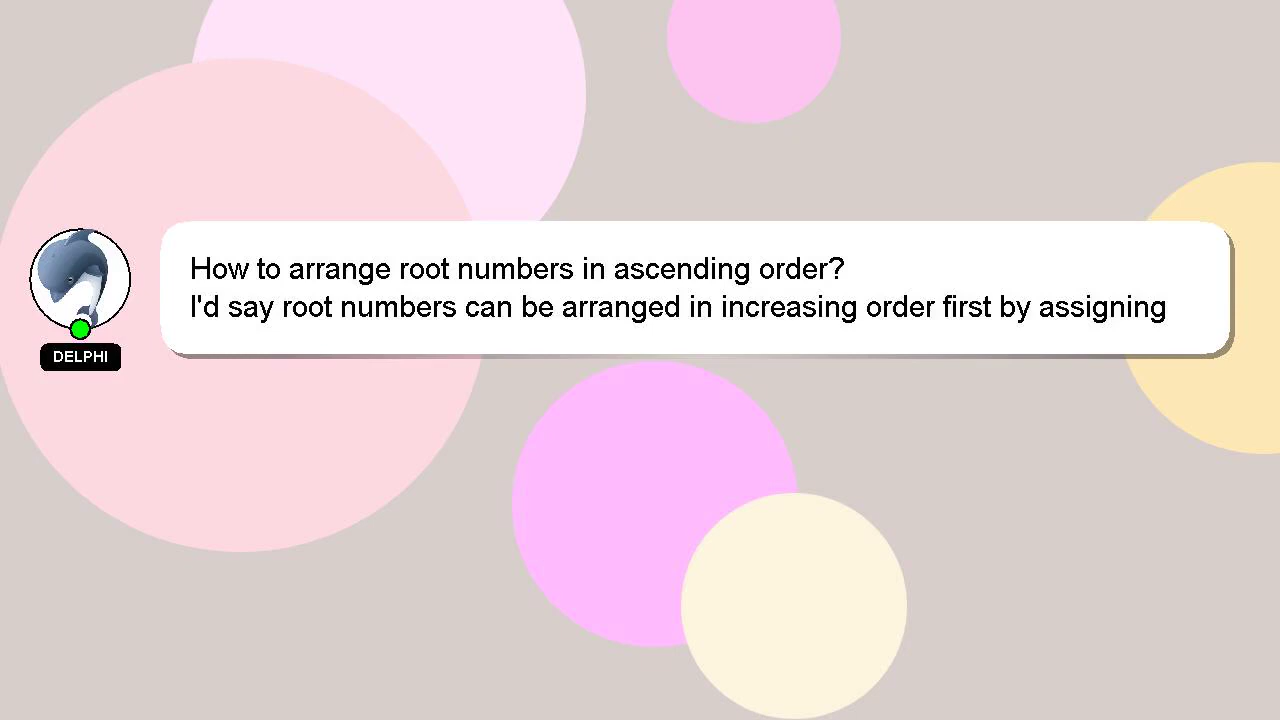 How to arrange root numbers in ascending order?
I'd say root numbers can be arranged in increasing order first by assigning
DELPHI